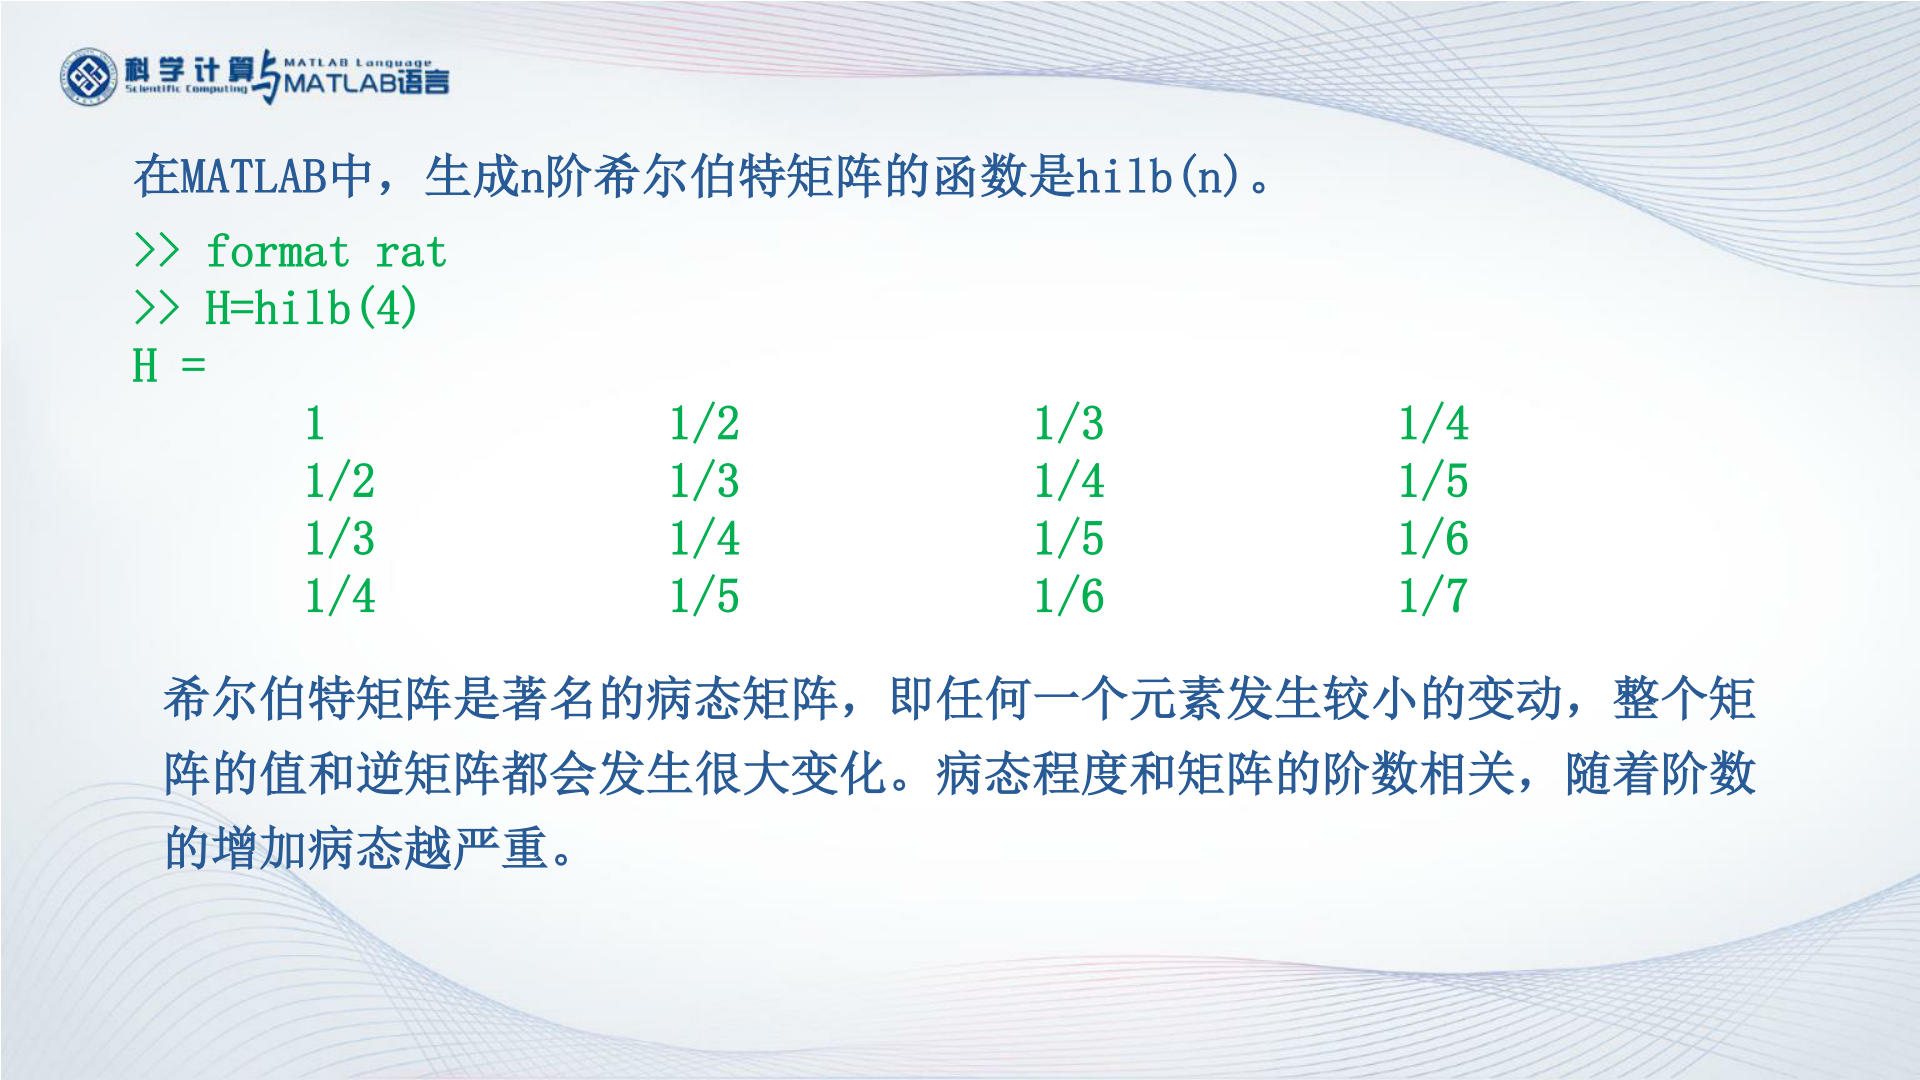 科学计算与MATLAB语言
Scientific Computing MATLAB Language
在MATLAB中，生成n阶希尔伯特矩阵的函数是hilb(n)。
>> format rat
>> H=hilb(4)
H =
1 1/2 1/3 1/4
1/2 1/3 1/4 1/5
1/3 1/4 1/5 1/6
1/4 1/5 1/6 1/7
希尔伯特矩阵是著名的病态矩阵，即任何一个元素发生较小的变动，整个矩
阵的值和逆矩阵都会发生很大变化。病态程度和矩阵的阶数相关，随着阶数
的增加病态越严重。